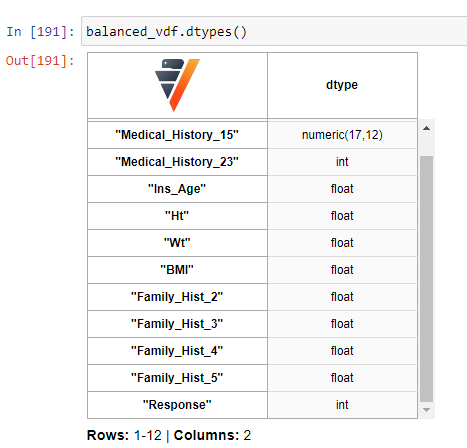 In [191]: balanced_vdf.dtypes()
Out[191]:
dtype
"Medical_History_15" numeric(17,12)
"Medical_History_23" int
"Ins_Age" float
"Ht" float
"Wt" float
"BMI" float
"Family_Hist_2" float
"Family_Hist_3" float
"Family_Hist_4" float
"Family_Hist_5" float
"Response" int
Rows: 1-12 | Columns: 2